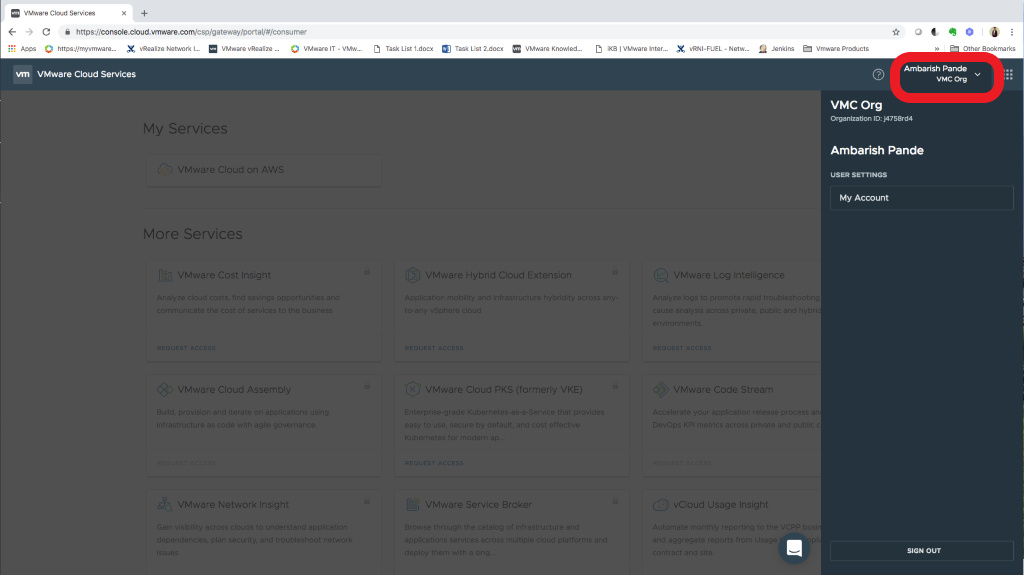 VMware Cloud Services
https://console.cloud.vmware.com/csp/gateway/portal/#/consumer
Apps
https://myvmware...
vRealize Network I...
VMware vRealize ...
VMware IT - VMw...
Task List 1.docx
Task List 2.docx
VMware Knowled...
IKB | VMware Inter...
vRNI-FUEL - Netw...
Jenkins
VMware Products
»
Other Bookmarks
vm
VMware Cloud Services
Ambarish Pande
VMC Org
VMC Org
Organization ID: j4758rd4
Ambarish Pande
USER SETTINGS
My Account
SIGN OUT
My Services
VMware Cloud on AWS
More Services
VMware Cost Insight
Analyze cloud costs, find savings opportunities and
communicate the cost of services to the business
REQUEST ACCESS
VMware Hybrid Cloud Extension
Application mobility and infrastructure hybridity across any-
to-any vSphere cloud
REQUEST ACCESS
VMware Log Intelligence
Analyze logs to promote rapid troubleshooting
cause analysis across private, public and hybrid
environments
REQUEST ACCESS
VMware Cloud Assembly
Build, provision and iterate on applications using
infrastructure as code with agile governance.
REQUEST ACCESS
VMware Cloud PKS (formerly VKE)
Enterprise-grade Kubernetes-as-a-Service that provides
easy to use, secure by default, and cost effective
Kubernetes for modern ap...
REQUEST ACCESS
VMware Code Stream
Accelerate your application release process and
DevOps KPI metrics across private and public c
REQUEST ACCESS
VMware Network Insight
Gain visibility across clouds to understand application
dependencies, plan security, and troubleshoot network
issues.
VMware Service Broker
Browse through the catalog of infrastructure and
applications services across multiple cloud platforms and
deploy them with a sing...
vCloud Usage Insight
Automate monthly reporting to the VCPP busin
and aggregate reports from Usage
contract and site.